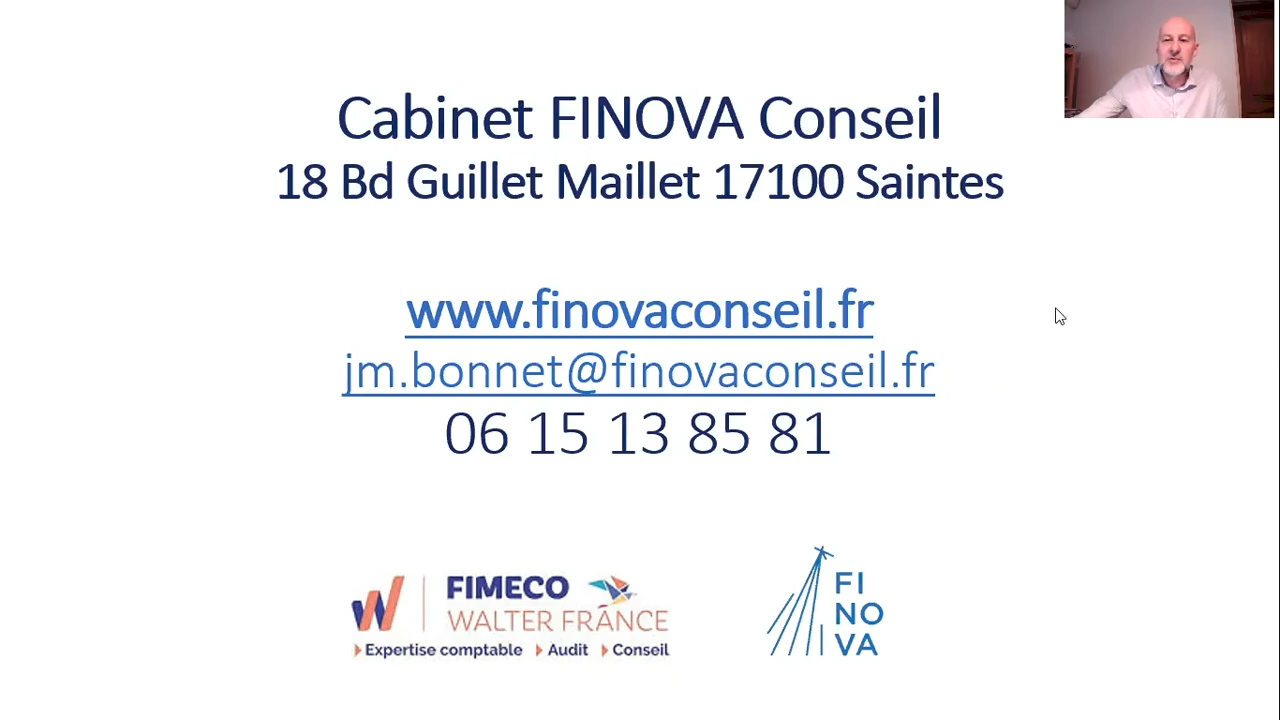 Cabinet FINOVA Conseil
18 Bd Guillet Maillet 17100 Saintes
www.finovaconseil.fr
jm.bonnet@finovaconseil.fr
06 15 13 85 81
FIMECO
WALTER FRANCE
Expertise comptable Audit Conseil
FI
NO
VA